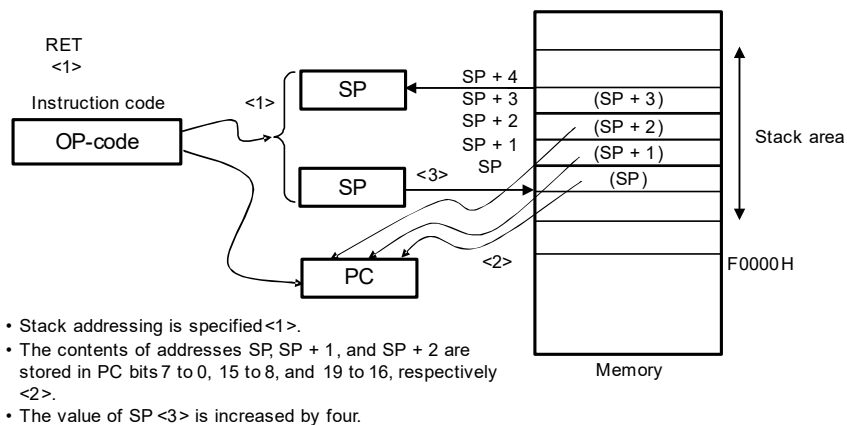 RET
<1>
Instruction code
OP-code
<1>
SP
SP
<3>
PC
<2>
SP + 4
SP + 3
SP + 2
SP + 1
SP
(SP + 3)
(SP + 2)
(SP + 1)
(SP)
Stack area
F0000H
Memory
• Stack addressing is specified <1>.
• The contents of addresses SP, SP + 1, and SP + 2 are
stored in PC bits 7 to 0, 15 to 8, and 19 to 16, respectively
<2>.
• The value of SP <3> is increased by four.